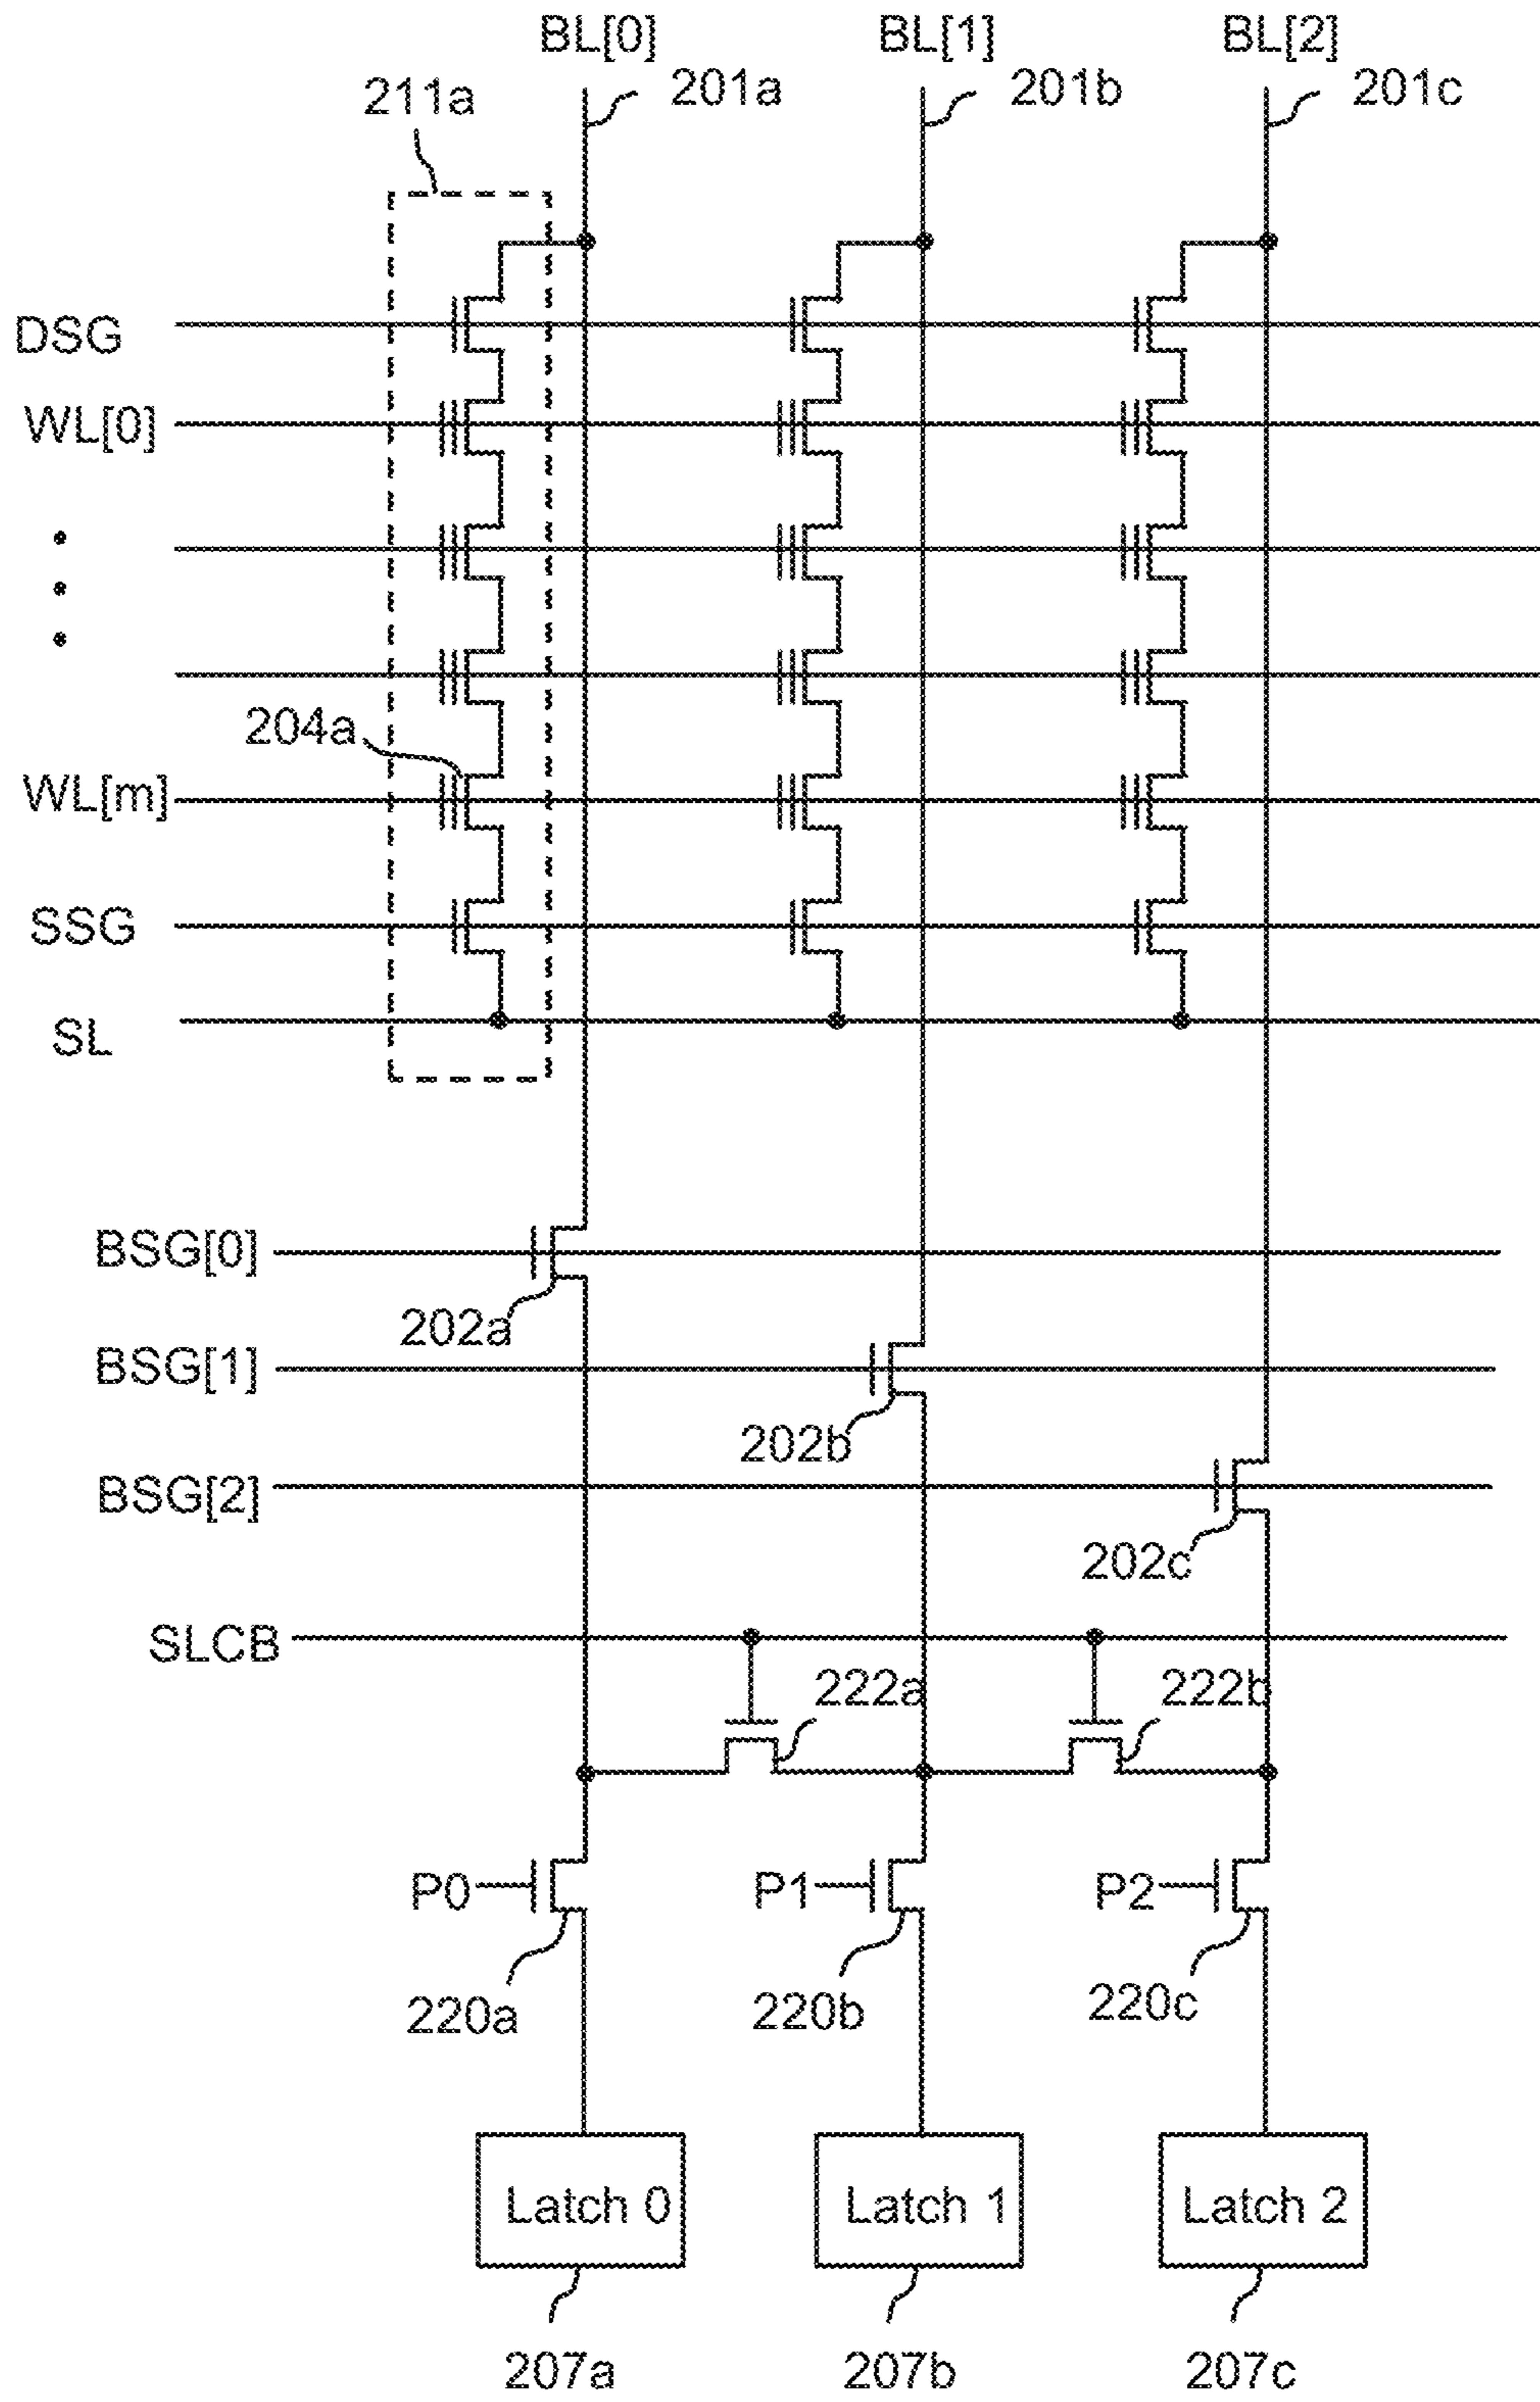 BL[0] BL[1] BL[2]
211a 201a 201b 201c
DSG
WL[0]
204a
WL[m]
SSG
SL
BSG[0]
202a
BSG[1]
202b
BSG[2]
202c
SLCB
222a 222b
P0 P1 P2
220a 220b 220c
Latch 0 Latch 1 Latch 2
207a 207b 207c